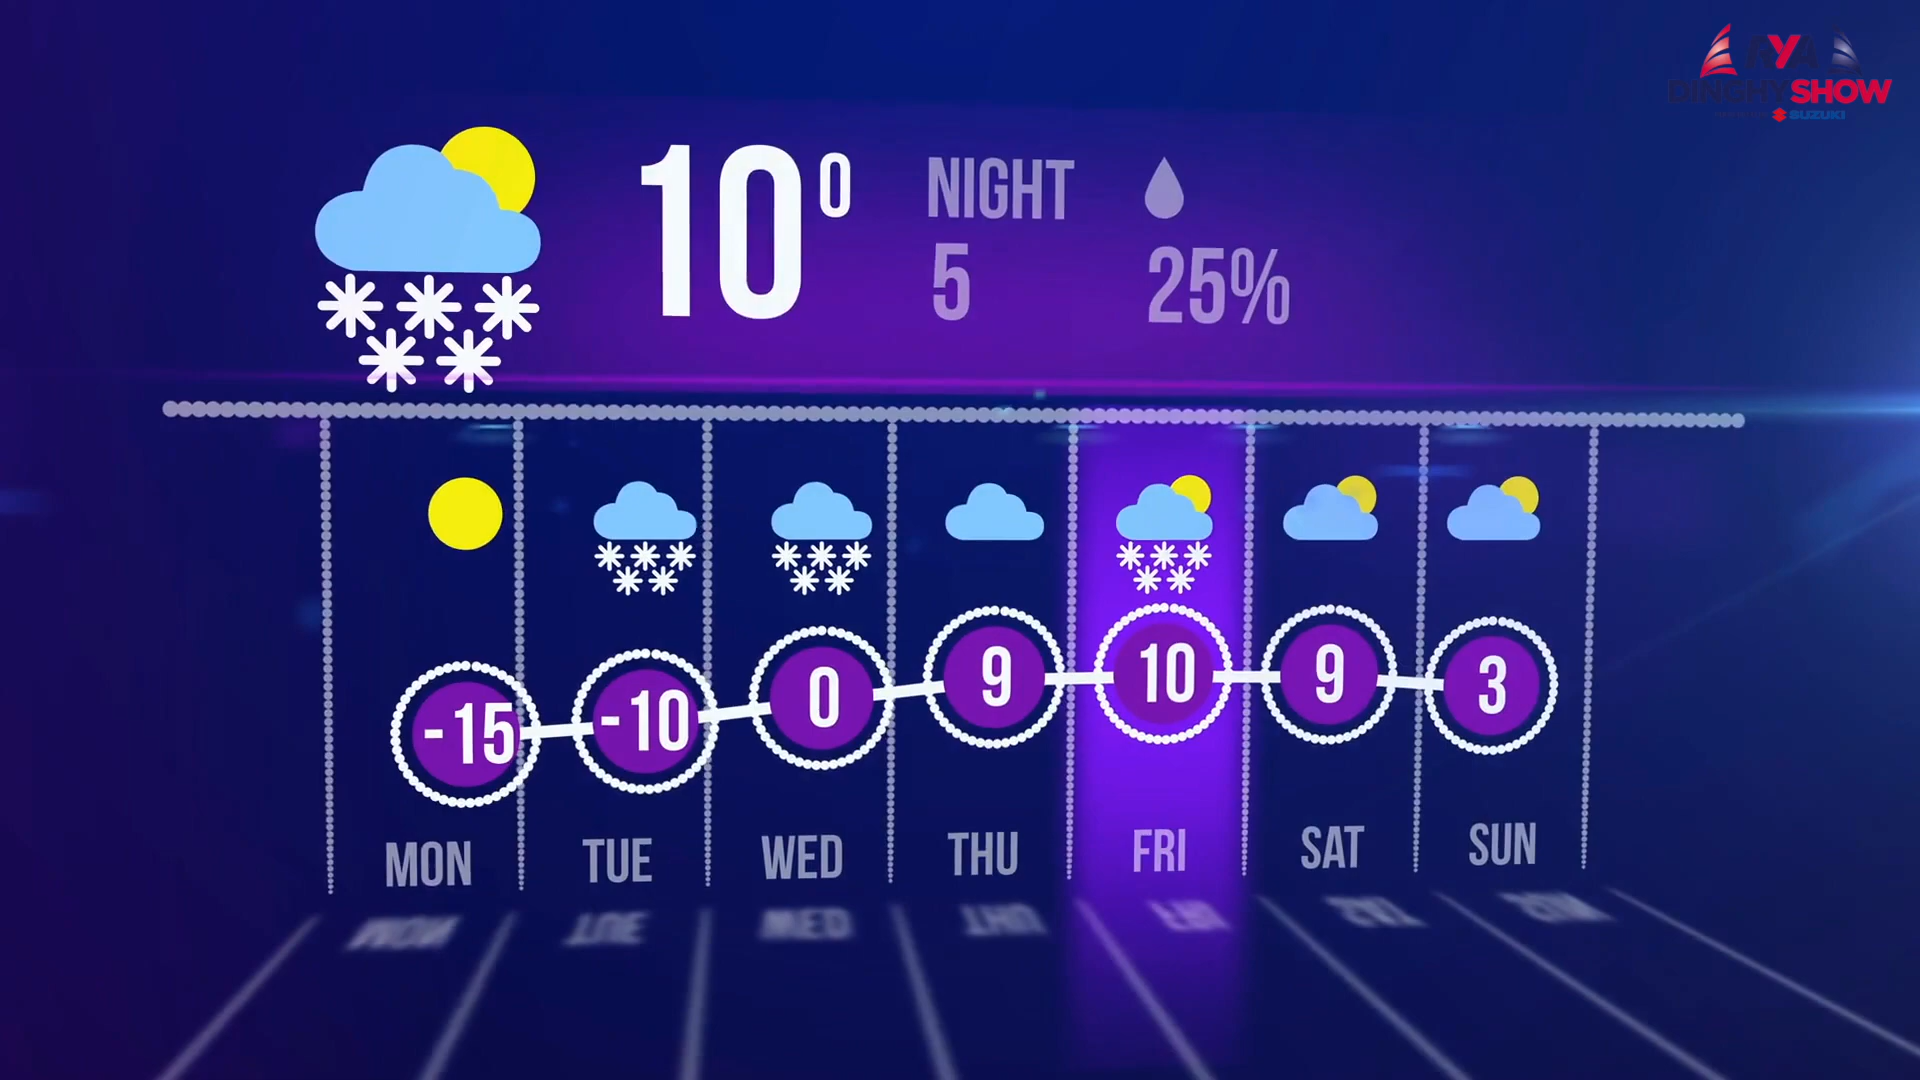 RYA
DINGHY SHOW
SUZUKI
10°
NIGHT
5
25%
-15
-10
0
9
10
9
3
MON
TUE
WED
THU
FRI
SAT
SUN